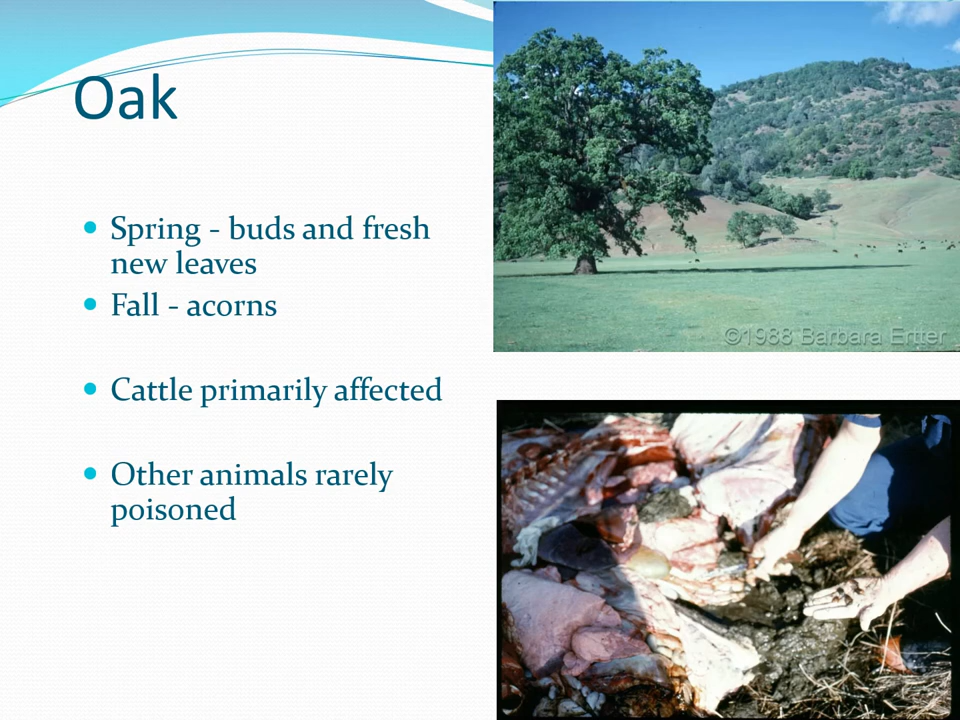 Oak
Spring - buds and fresh
new leaves
Fall - acorns
Cattle primarily affected
Other animals rarely
poisoned
©1988 Barbara Ertter